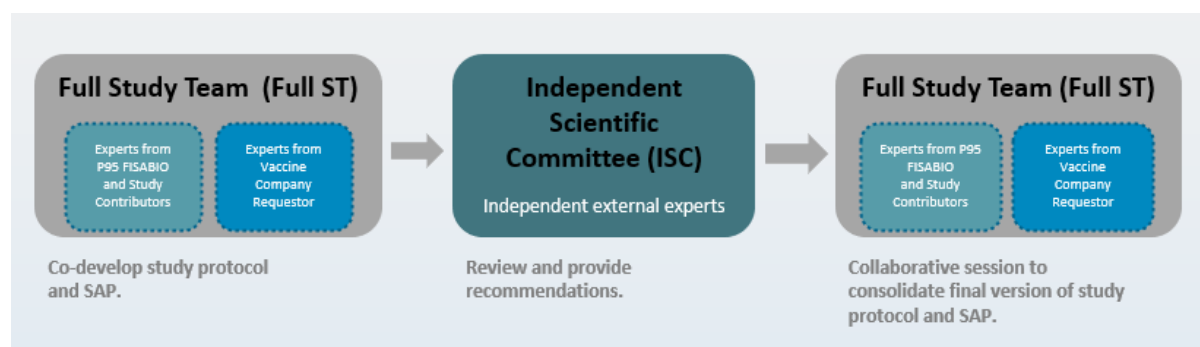 Full Study Team  (Full ST)
Experts from
P95 FISABIO
and Study
Contributors
Experts from
Vaccine
Company
Requestor
Co-develop study protocol
and SAP.
Independent
Scientific
Committee (ISC)
Independent external experts
Review and provide
recommendations.
Full Study Team (Full ST)
Experts from P95
FISABIO
and Study
Contributors
Experts from
Vaccine
Company
Requestor
Collaborative session to
consolidate final version of study
protocol and SAP.